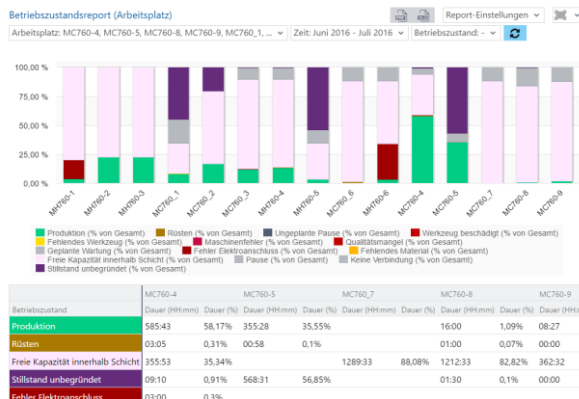 Betriebszustandsreport (Arbeitsplatz)
Report-Einstellungen
Arbeitsplatz: MC760-4, MC760-5, MC760-8, MC760-9, MC760_1, ...
Zeit: Juni 2016 - Juli 2016
Betriebszustand: -
100,00 %
75,00 %
50,00 %
25,00 %
0,00 %
MH760-1 MH760-2 MH760-3 MC760_1 MC760_2 MC760_3 MC760-4 MH760-5 MC760_6 MH760-6 MC760-4 MC760-5 MC760_7 MC760-8 MC760-9
Produktion (% von Gesamt) Rüsten (% von Gesamt) Ungeplante Pause (% von Gesamt) Werkzeug beschädigt (% von Gesamt)
Fehlendes Werkzeug (% von Gesamt) Maschinenfehler (% von Gesamt) Qualitätsmangel (% von Gesamt)
Geplante Wartung (% von Gesamt) Fehler Elektroanschluss (% von Gesamt) Fehlendes Material (% von Gesamt)
Freie Kapazität innerhalb Schicht (% von Gesamt) Pause (% von Gesamt) Keine Verbindung (% von Gesamt)
Stillstand unbegründet (% von Gesamt)
MC760-4 MC760-5 MC760_7 MC760-8 MC760-9
Betriebszustand Dauer (HH:mm) Dauer (%) Dauer (HH:mm) Dauer (%) Dauer (HH:mm) Dauer (%) Dauer (HH:mm) Dauer (%) Dauer (HH:m
Produktion 585:43 58,17% 355:28 35,55% 16:00 1,09% 08:27
Rüsten 03:05 0,31% 00:58 0,1% 01:00 0,07% 00:00
Freie Kapazität innerhalb Schicht 355:53 35,34% 1289:33 88,08% 1212:33 82,82% 362:32
Stillstand unbegründet 09:10 0,91% 568:31 56,85% 01:30 0,1% 00:00
Fehler Elektroanschluss 03:00 0,3%